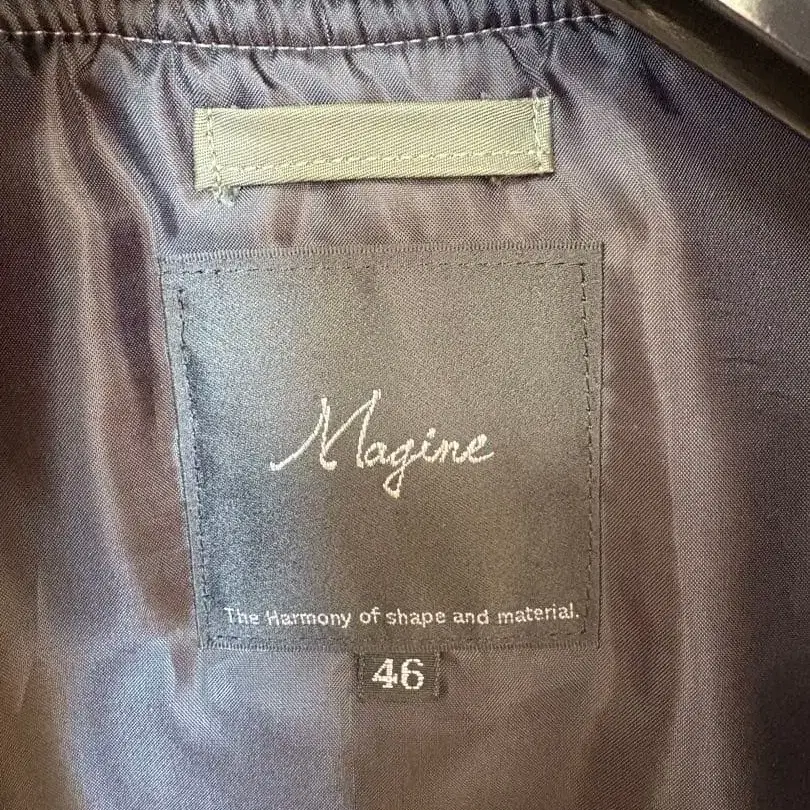 Magine
The Harmony of shape and material.
46